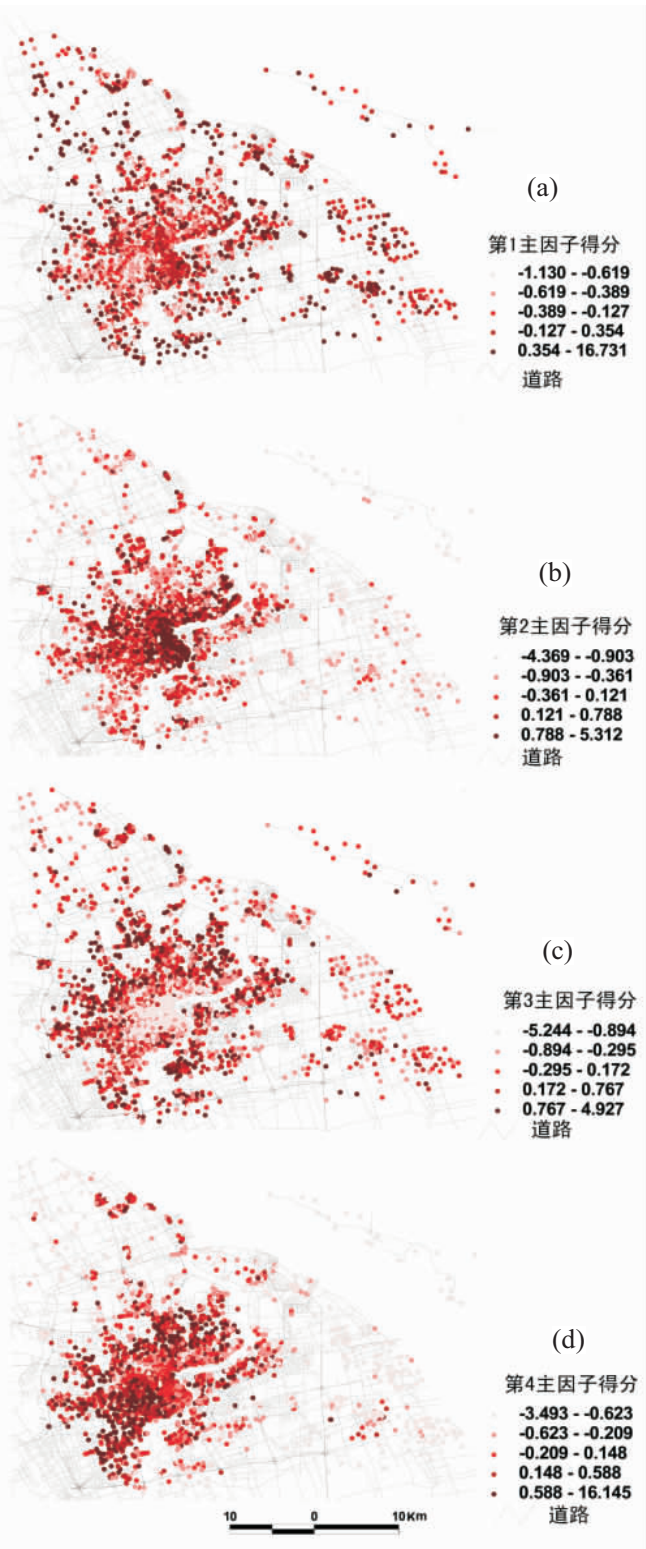 (a)
第1主因子得分
-1.130 - -0.619
-0.619 - -0.389
-0.389 - -0.127
-0.127 - 0.354
0.354 - 16.731
道路
(b)
第2主因子得分
-4.369 - -0.903
-0.903 - -0.361
-0.361 - 0.121
0.121 - 0.788
0.788 - 5.312
道路
(c)
第3主因子得分
-5.244 - -0.894
-0.894 - -0.295
-0.295 - 0.172
0.172 - 0.767
0.767 - 4.927
道路
(d)
第4主因子得分
-3.493 - -0.623
-0.623 - -0.209
-0.209 - 0.148
0.148 - 0.588
0.588 - 16.145
道路
10 0 10Km